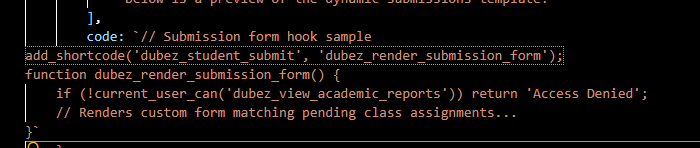 below is a preview of the dynamic submissions template.
],
code: `// Submission form hook sample
add_shortcode('dubez_student_submit', 'dubez_render_submission_form');
function dubez_render_submission_form() {
if (!current_user_can('dubez_view_academic_reports')) return 'Access Denied';
// Renders custom form matching pending class assignments...
}`
}